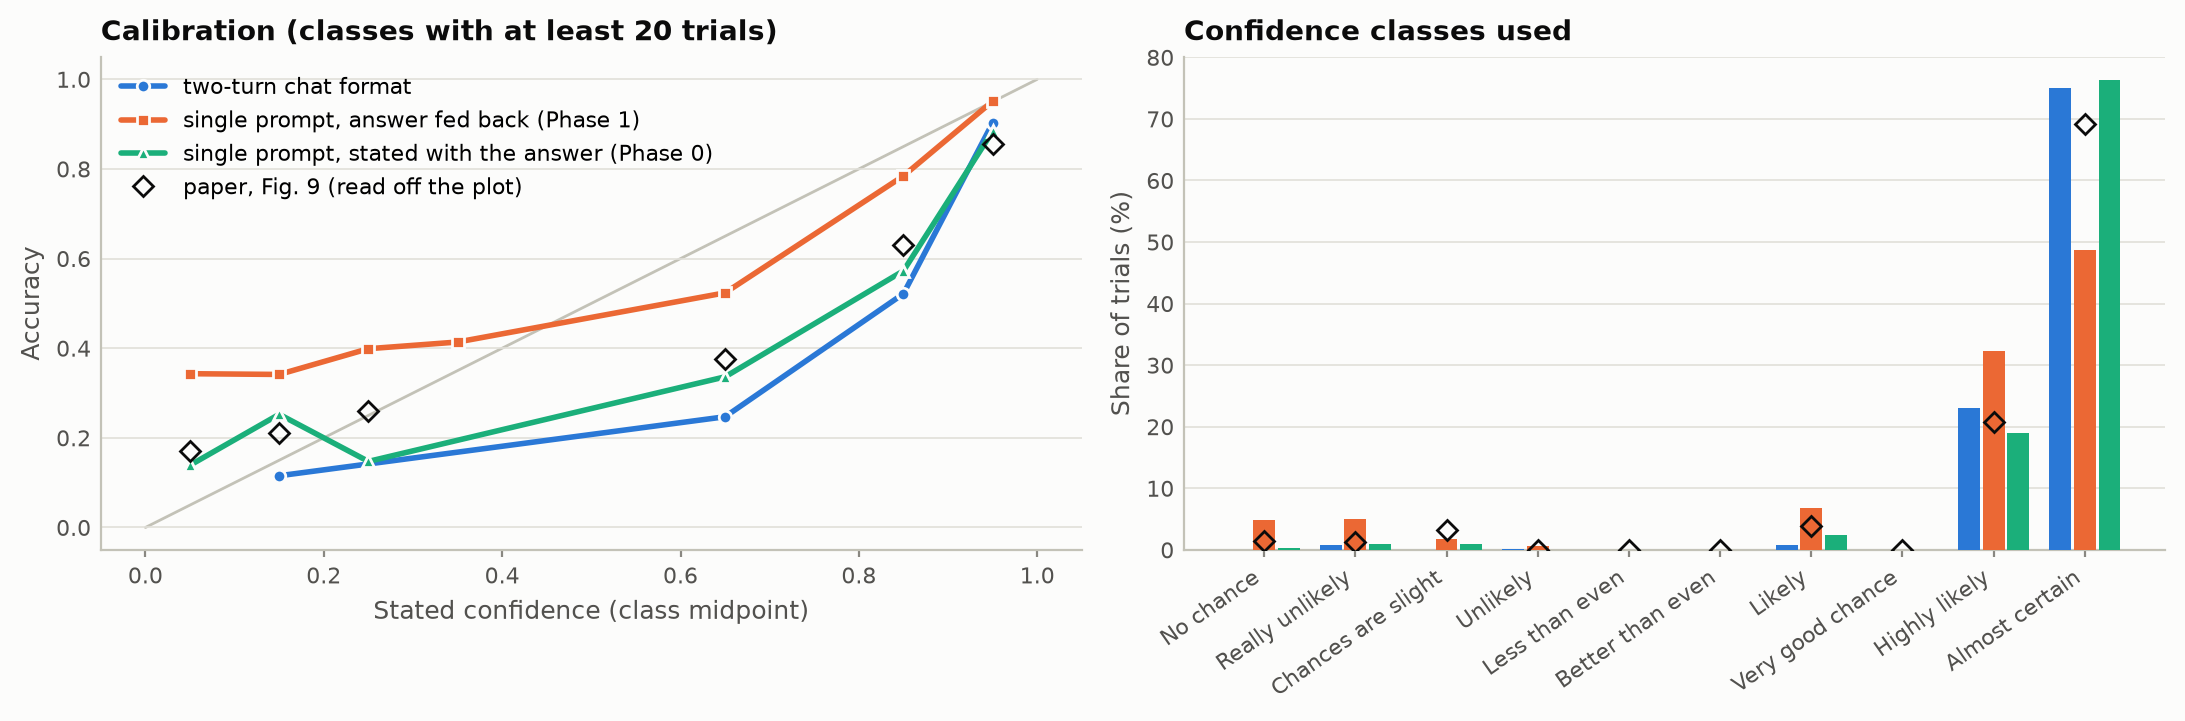 Calibration (classes with at least 20 trials)
two-turn chat format
single prompt, answer fed back (Phase 1)
single prompt, stated with the answer (Phase 0)
paper, Fig. 9 (read off the plot)
Accuracy
1.0
0.8
0.6
0.4
0.2
0.0
0.0
0.2
0.4
0.6
0.8
1.0
Stated confidence (class midpoint)
Confidence classes used
Share of trials (%)
80
70
60
50
40
30
20
10
0
No chance
Really unlikely
Chances are slight
Unlikely
Less than even
Better than even
Likely
Very good chance
Highly likely
Almost certain